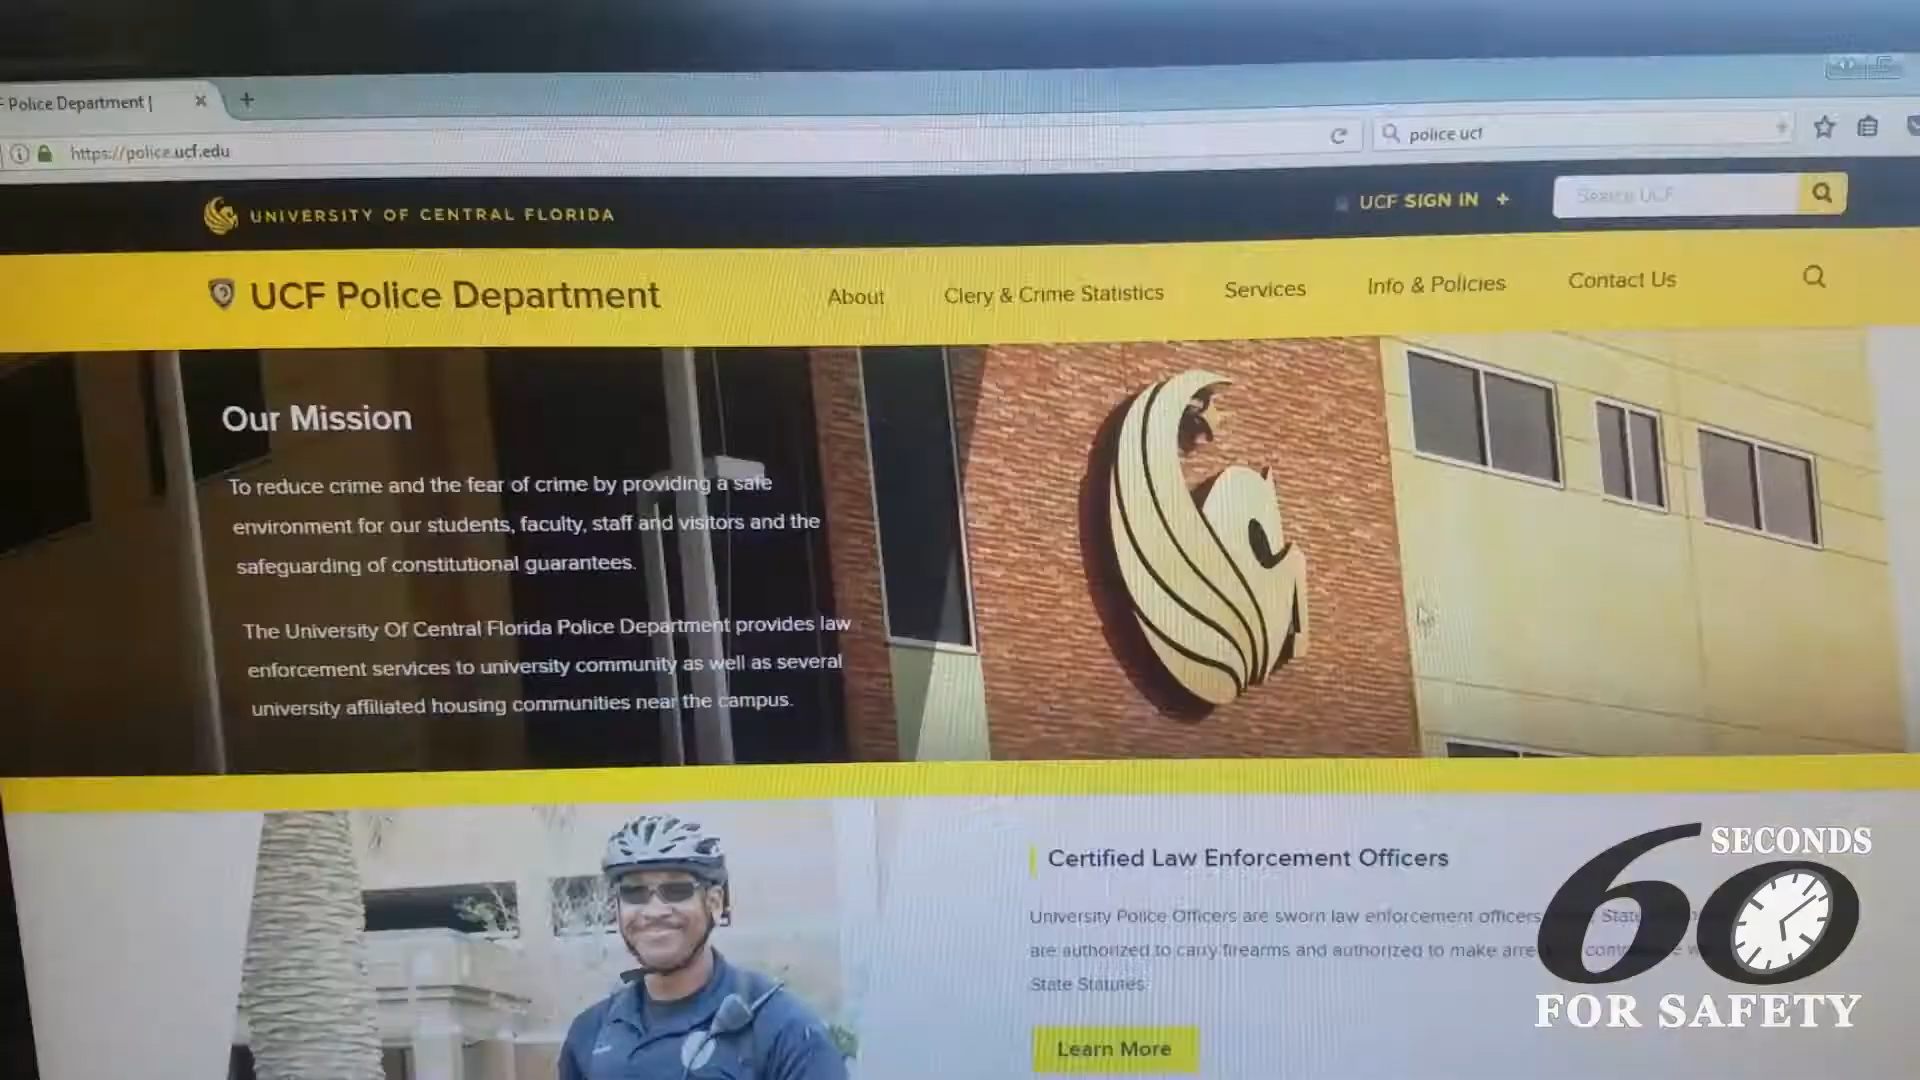 F Police Department |
https://police.ucf.edu
police ucf
UNIVERSITY OF CENTRAL FLORIDA
UCF SIGN IN +
Search UCF
UCF Police Department
About
Clery & Crime Statistics
Services
Info & Policies
Contact Us
Our Mission
To reduce crime and the fear of crime by providing a safe
environment for our students, faculty, staff and visitors and the
safeguarding of constitutional guarantees.
The University Of Central Florida Police Department provides law
enforcement services to university community as well as several
university affiliated housing communities near the campus.
Certified Law Enforcement Officers
University Police Officers are sworn law enforcement officers
are authorized to carry firearms and authorized to make
State Statutes.
Learn More
60 SECONDS
FOR SAFETY